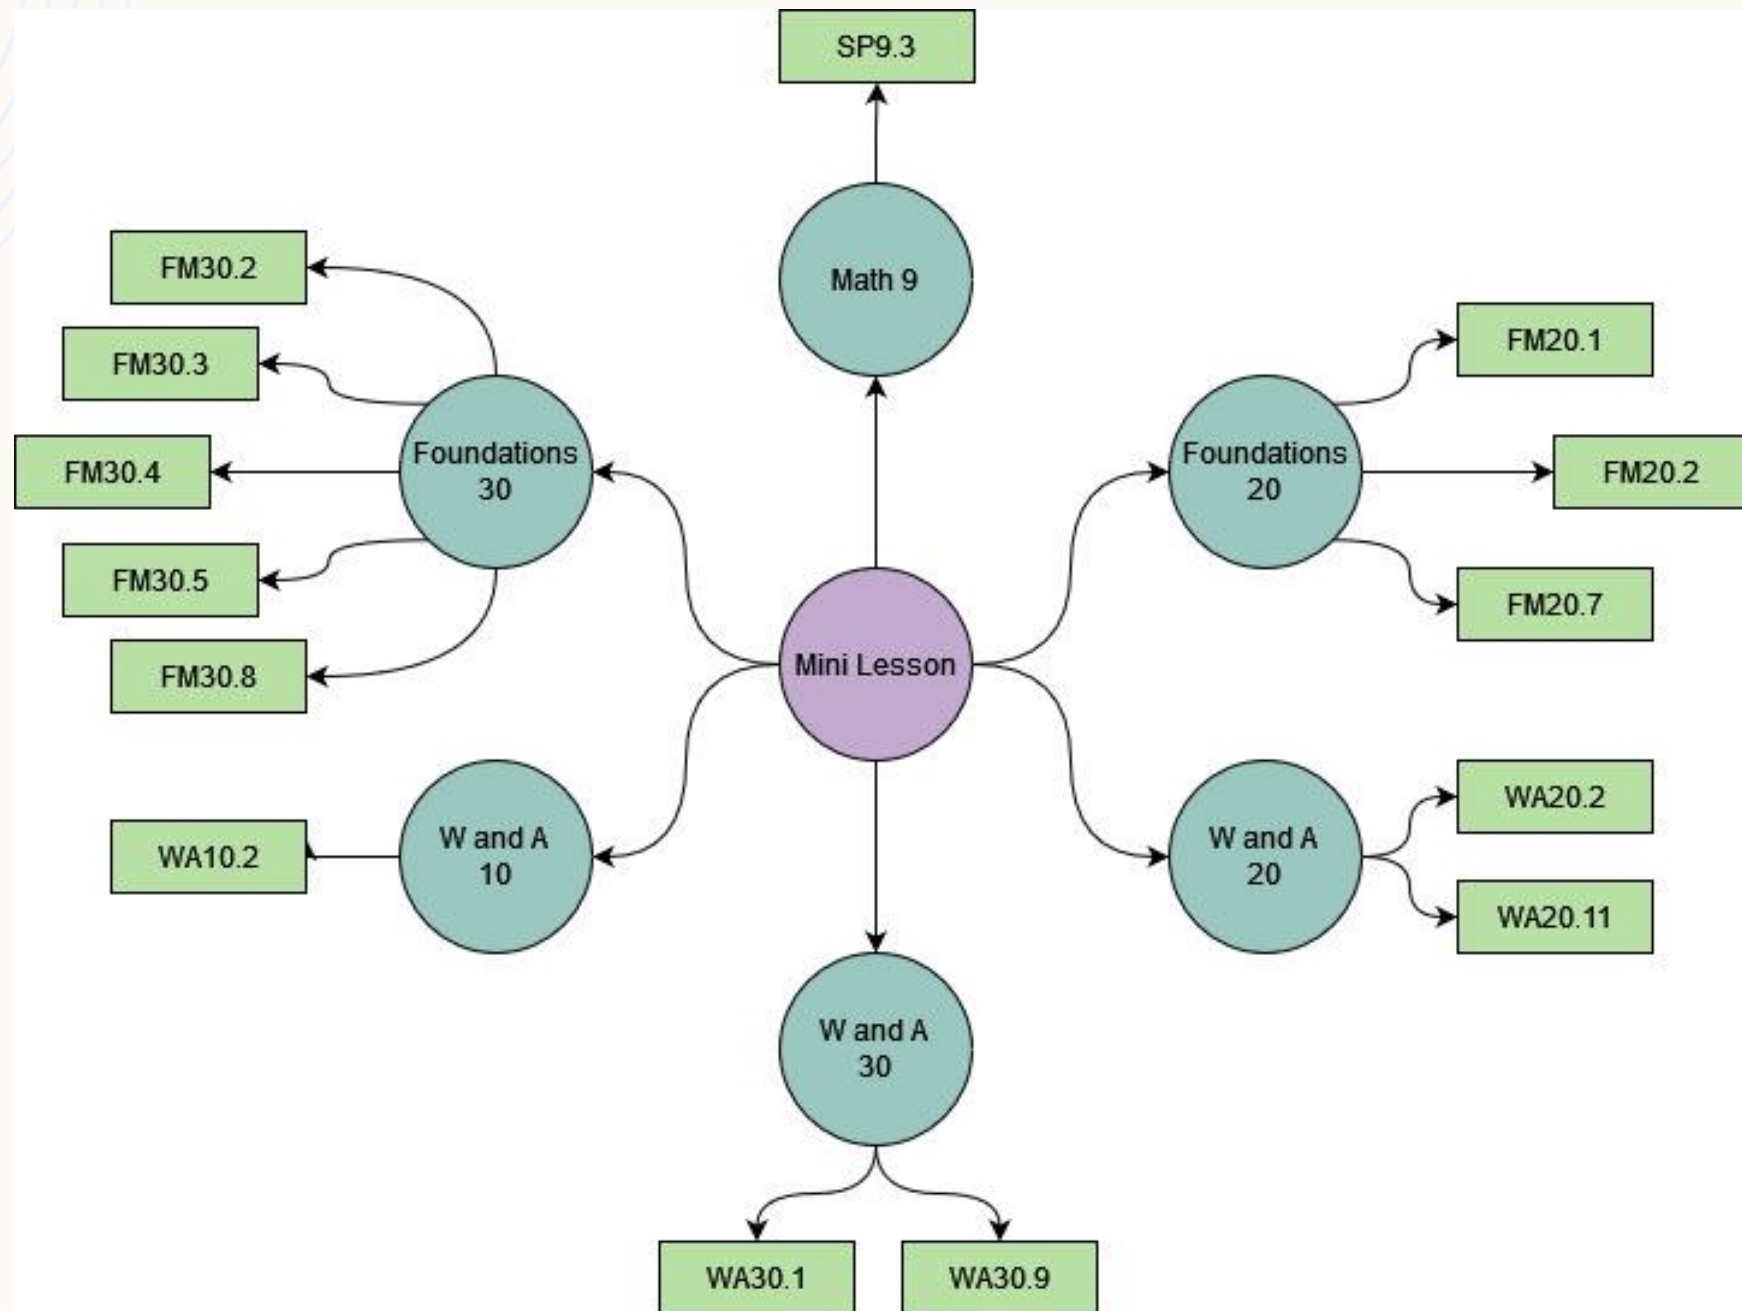 SP9.3
Math 9
FM30.2
FM30.3
FM30.4
FM30.5
FM30.8
Foundations
30
FM20.1
FM20.2
FM20.7
Foundations
20
Mini Lesson
WA10.2
W and A
10
W and A
20
WA20.2
WA20.11
W and A
30
WA30.1
WA30.9